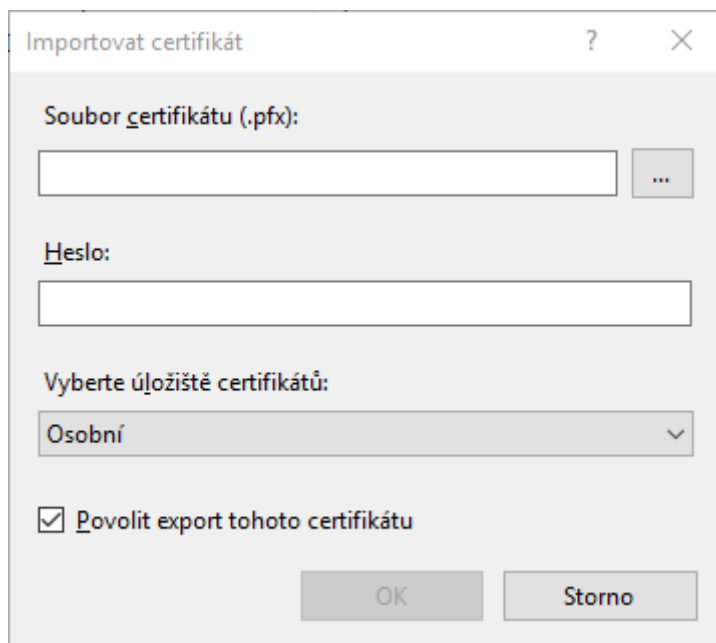 Importovat certifikát
Soubor certifikátu (.pfx):
...
Heslo:
Vyberte úložiště certifikátů:
Osobní
Povolit export tohoto certifikátu
OK
Storno